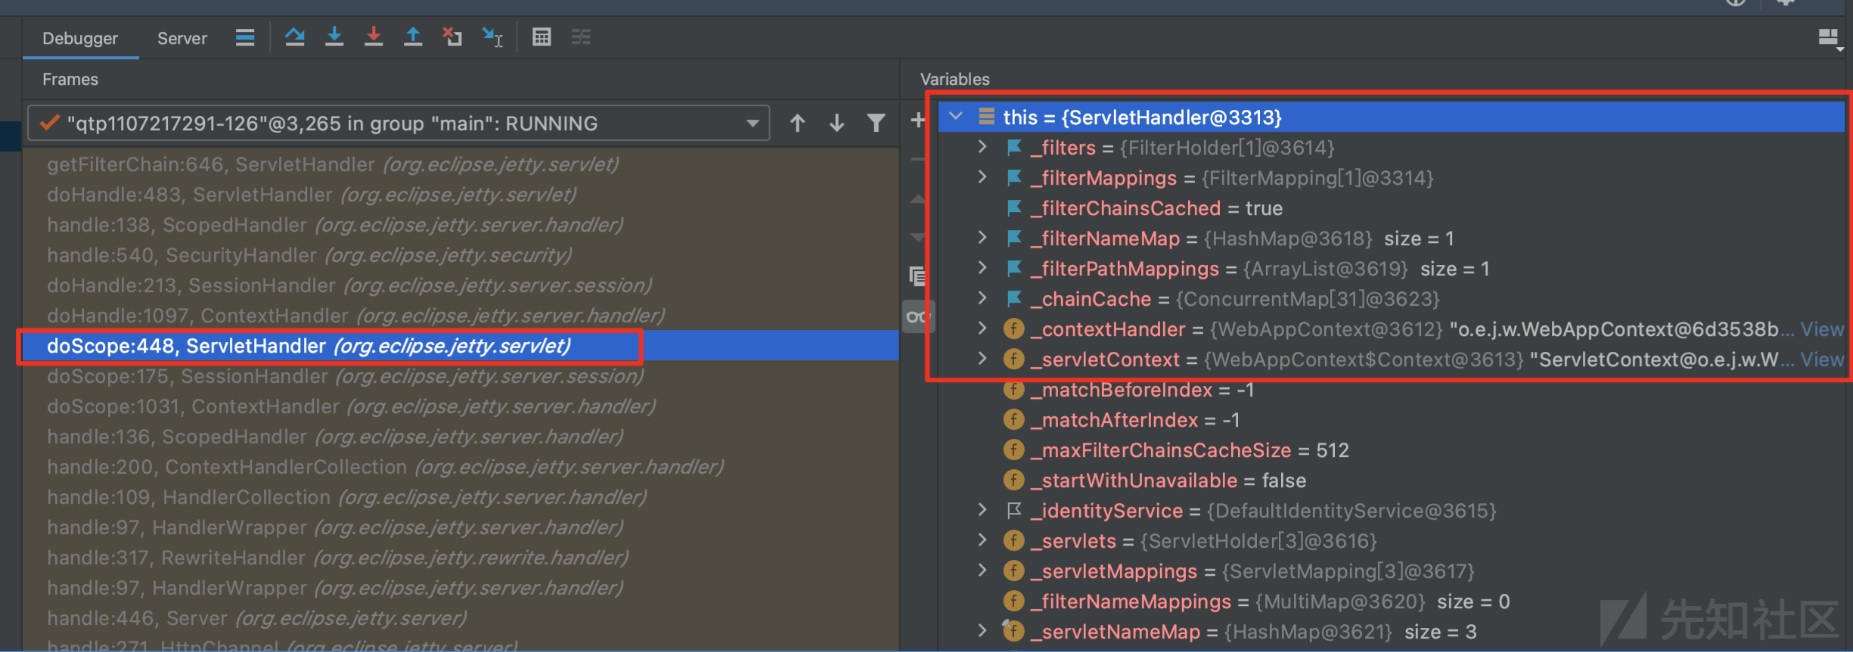 Debugger
Server
Frames
"qtp1107217291-126"@3,265 in group "main": RUNNING
getFilterChain:646, ServletHandler (org.eclipse.jetty.servlet)
doHandle:483, ServletHandler (org.eclipse.jetty.servlet)
handle:138, ScopedHandler (org.eclipse.jetty.server.handler)
handle:540, SecurityHandler (org.eclipse.jetty.security)
doHandle:213, SessionHandler (org.eclipse.jetty.server.session)
doHandle:1097, ContextHandler (org.eclipse.jetty.server.handler)
doScope:448, ServletHandler (org.eclipse.jetty.servlet)
doScope:175, SessionHandler (org.eclipse.jetty.server.session)
doScope:1031, ContextHandler (org.eclipse.jetty.server.handler)
handle:136, ScopedHandler (org.eclipse.jetty.server.handler)
handle:200, ContextHandlerCollection (org.eclipse.jetty.server.handler)
handle:109, HandlerCollection (org.eclipse.jetty.server.handler)
handle:97, HandlerWrapper (org.eclipse.jetty.server.handler)
handle:317, RewriteHandler (org.eclipse.jetty.rewrite.handler)
handle:97, HandlerWrapper (org.eclipse.jetty.server.handler)
handle:446, Server (org.eclipse.jetty.server)
handle:271, HttpChannel (org.eclipse.jetty.server)
Variables
this = {ServletHandler@3313}
_filters = {FilterHolder[1]@3614}
_filterMappings = {FilterMapping[1]@3314}
_filterChainsCached = true
_filterNameMap = {HashMap@3618} size = 1
_filterPathMappings = {ArrayList@3619} size = 1
_chainCache = {ConcurrentMap[31]@3623}
_contextHandler = {WebAppContext@3612} "o.e.j.w.WebAppContext@6d3538b... View
_servletContext = {WebAppContext$Context@3613} "ServletContext@o.e.j.w.W... View
_matchBeforeIndex = -1
_matchAfterIndex = -1
_maxFilterChainsCacheSize = 512
_startWithUnavailable = false
_identityService = {DefaultIdentityService@3615}
_servlets = {ServletHolder[3]@3616}
_servletMappings = {ServletMapping[3]@3617}
_filterNameMappings = {MultiMap@3620} size = 0
_servletNameMap = {HashMap@3621} size = 3
先知社区